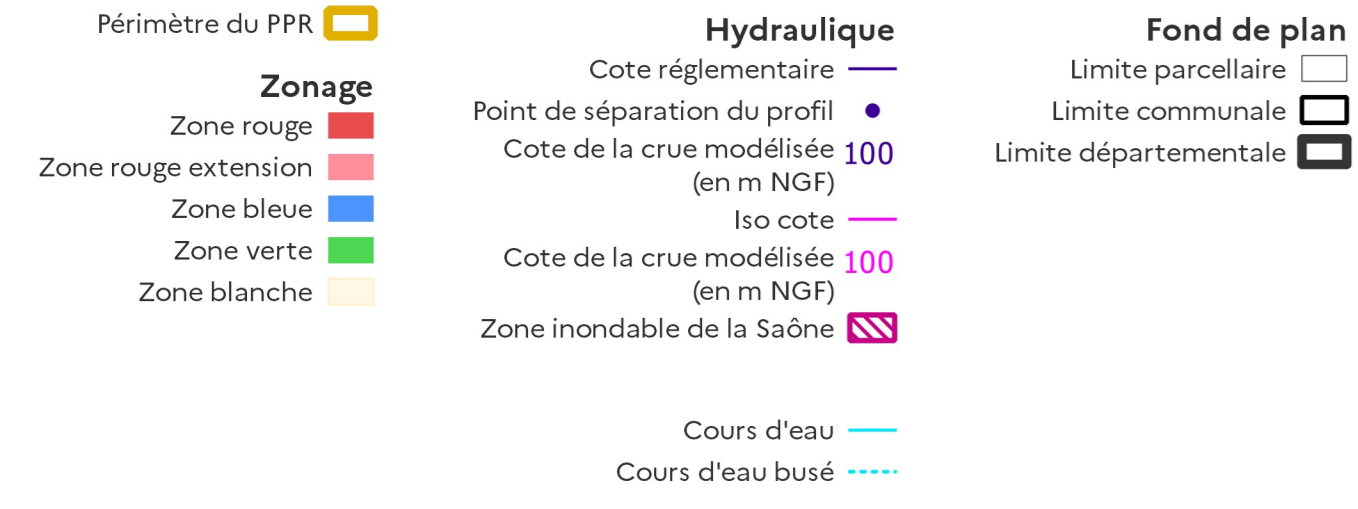 Périmètre du PPR
Zonage
Zone rouge
Zone rouge extension
Zone bleue
Zone verte
Zone blanche
Hydraulique
Cote réglementaire
Point de séparation du profil
Cote de la crue modélisée 100
(en m NGF)
Iso cote
Cote de la crue modélisée 100
(en m NGF)
Zone inondable de la Saône
Cours d'eau
Cours d'eau busé
Fond de plan
Limite parcellaire
Limite communale
Limite départementale